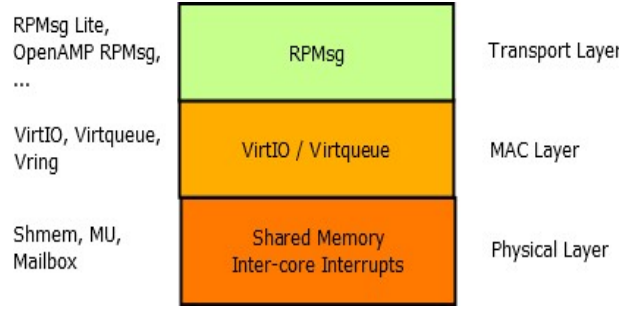 RPMsg Lite,
OpenAMP RPMsg,
...
RPMsg
Transport Layer
VirtIO, Virtqueue,
Vring
VirtIO / Virtqueue
MAC Layer
Shmem, MU,
Mailbox
Shared Memory
Inter-core Interrupts
Physical Layer